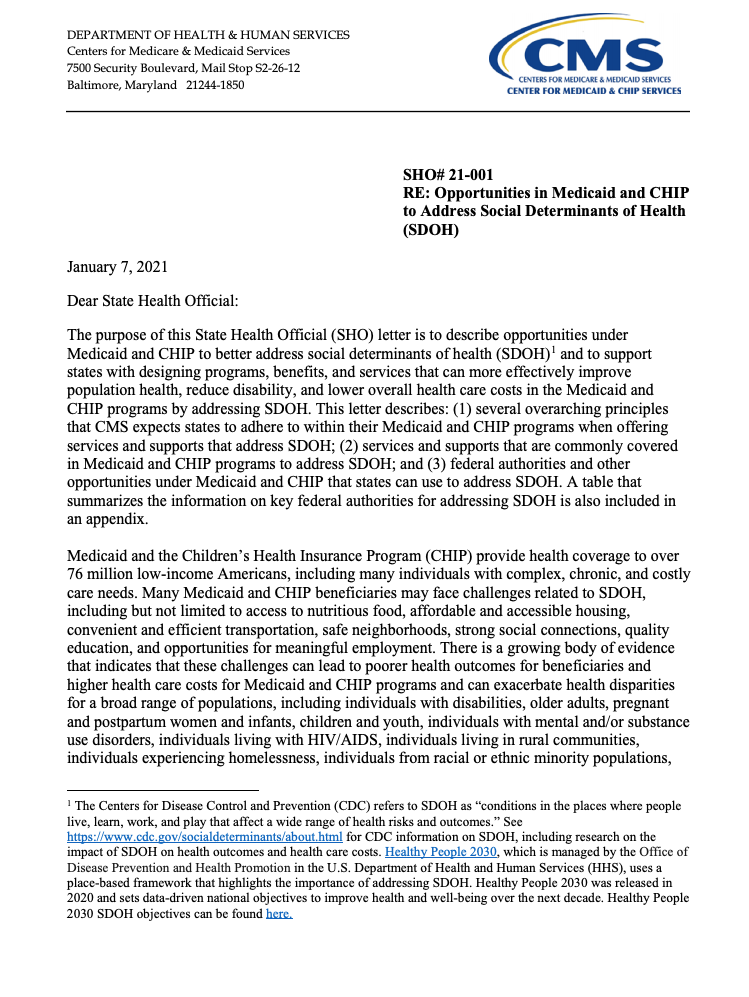 DEPARTMENT OF HEALTH & HUMAN SERVICES
Centers for Medicare & Medicaid Services
7500 Security Boulevard, Mail Stop S2-26-12
Baltimore, Maryland 21244-1850
CMS
CENTERS FOR MEDICARE & MEDICAID SERVICES
CENTER FOR MEDICAID & CHIP SERVICES
SHO# 21-001
RE: Opportunities in Medicaid and CHIP
to Address Social Determinants of Health
(SDOH)
January 7, 2021
Dear State Health Official:
The purpose of this State Health Official (SHO) letter is to describe opportunities under
Medicaid and CHIP to better address social determinants of health (SDOH)1 and to support
states with designing programs, benefits, and services that can more effectively improve
population health, reduce disability, and lower overall health care costs in the Medicaid and
CHIP programs by addressing SDOH. This letter describes: (1) several overarching principles
that CMS expects states to adhere to within their Medicaid and CHIP programs when offering
services and supports that address SDOH; (2) services and supports that are commonly covered
in Medicaid and CHIP programs to address SDOH; and (3) federal authorities and other
opportunities under Medicaid and CHIP that states can use to address SDOH. A table that
summarizes the information on key federal authorities for addressing SDOH is also included in
an appendix.
Medicaid and the Children's Health Insurance Program (CHIP) provide health coverage to over
76 million low-income Americans, including many individuals with complex, chronic, and costly
care needs. Many Medicaid and CHIP beneficiaries may face challenges related to SDOH,
including but not limited to access to nutritious food, affordable and accessible housing,
convenient and efficient transportation, safe neighborhoods, strong social connections, quality
education, and opportunities for meaningful employment. There is a growing body of evidence
that indicates that these challenges can lead to poorer health outcomes for beneficiaries and
higher health care costs for Medicaid and CHIP programs and can exacerbate health disparities
for a broad range of populations, including individuals with disabilities, older adults, pregnant
and postpartum women and infants, children and youth, individuals with mental and/or substance
use disorders, individuals living with HIV/AIDS, individuals living in rural communities,
individuals experiencing homelessness, individuals from racial or ethnic minority populations,
1 The Centers for Disease Control and Prevention (CDC) refers to SDOH as "conditions in the places where people
live, learn, work, and play that affect a wide range of health risks and outcomes." See
https://www.cdc.gov/socialdeterminants/about.html for CDC information on SDOH, including research on the
impact of SDOH on health outcomes and health care costs. Healthy People 2030, which is managed by the Office of
Disease Prevention and Health Promotion in the U.S. Department of Health and Human Services (HHS), uses a
place-based framework that highlights the importance of addressing SDOH. Healthy People 2030 was released in
2020 and sets data-driven national objectives to improve health and well-being over the next decade. Healthy People
2030 SDOH objectives can be found here.